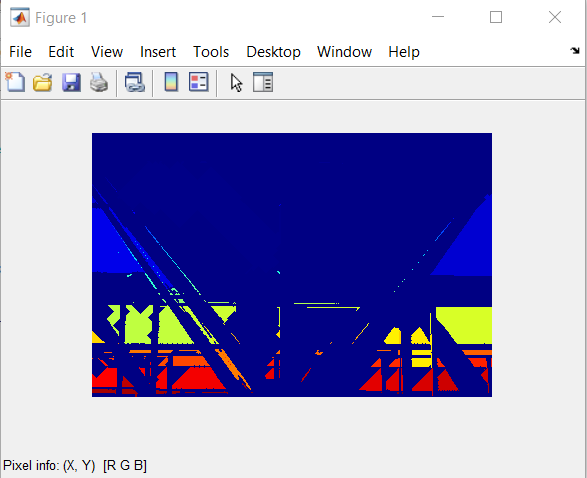 Figure 1
File Edit View Insert Tools Desktop Window Help
Pixel info: (X, Y) [R G B]